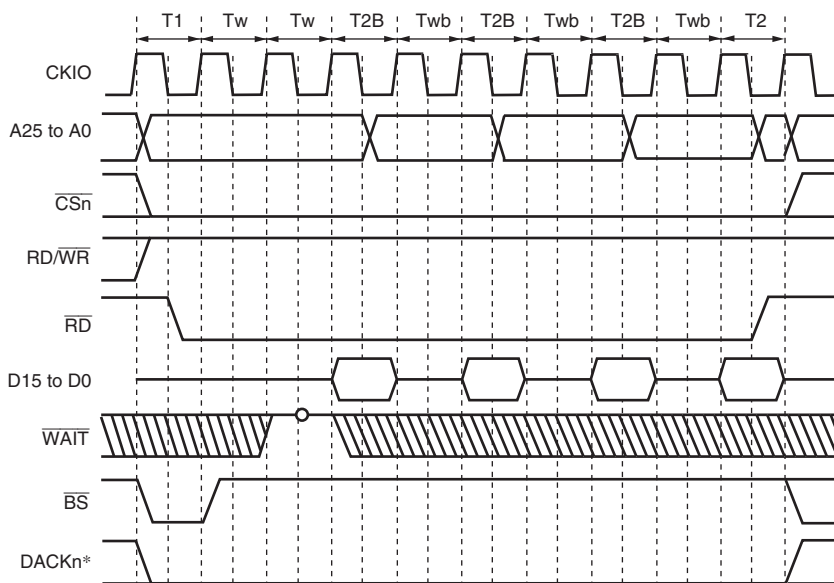 T1 Tw Tw T2B Twb T2B Twb T2B Twb T2
CKIO
A25 to A0
CSn
RD/WR
RD
D15 to D0
WAIT
BS
DACKn*